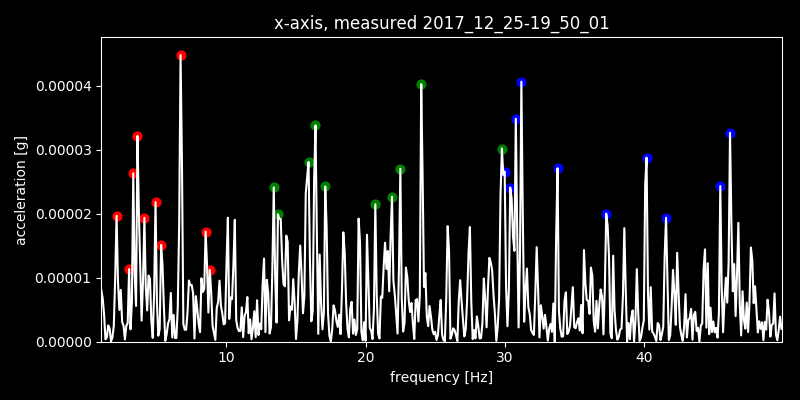 x-axis, measured 2017_12_25-19_50_01
acceleration [g]
0.00004
0.00003
0.00002
0.00001
0.00000
10 20 30 40
frequency [Hz]